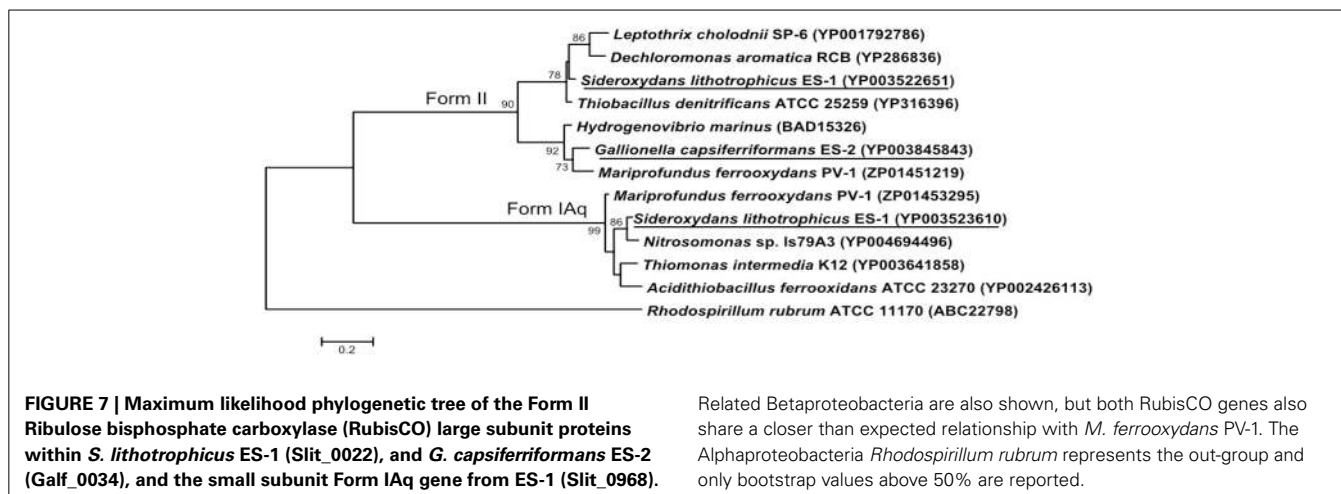 86
Leptothrix cholodnii SP-6 (YP001792786)
Dechloromonas aromatica RCB (YP286836)
78
Sideroxydans lithotrophicus ES-1 (YP003522651)
Form II
90
Thiobacillus denitrificans ATCC 25259 (YP316396)
Hydrogenovibrio marinus (BAD15326)
92
Gallionella capsiferriformans ES-2 (YP003845843)
73
Mariprofundus ferrooxydans PV-1 (ZP01451219)
Mariprofundus ferrooxydans PV-1 (ZP01453295)
Form IAq
86
Sideroxydans lithotrophicus ES-1 (YP003523610)
99
Nitrosomonas sp. Is79A3 (YP004694496)
Thiomonas intermedia K12 (YP003641858)
Acidithiobacillus ferrooxidans ATCC 23270 (YP002426113)
Rhodospirillum rubrum ATCC 11170 (ABC22798)
0.2
FIGURE 7 | Maximum likelihood phylogenetic tree of the Form II
Ribulose bisphosphate carboxylase (RubisCO) large subunit proteins
within S. lithotrophicus ES-1 (Slit_0022), and G. capsiferriformans ES-2
(Galf_0034), and the small subunit Form IAq gene from ES-1 (Slit_0968).
Related Betaproteobacteria are also shown, but both RubisCO genes also
share a closer than expected relationship with M. ferrooxydans PV-1. The
Alphaproteobacteria Rhodospirillum rubrum represents the out-group and
only bootstrap values above 50% are reported.